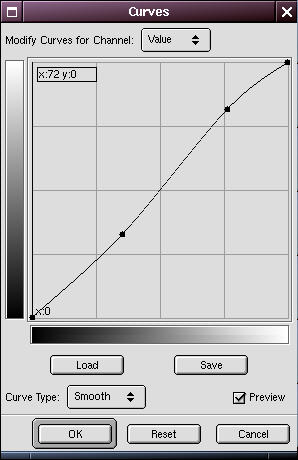 Curves
Modify Curves for Channel: Value
x:72 y:0
x:0
Load Save
Curve Type: Smooth Preview
OK Reset Cancel